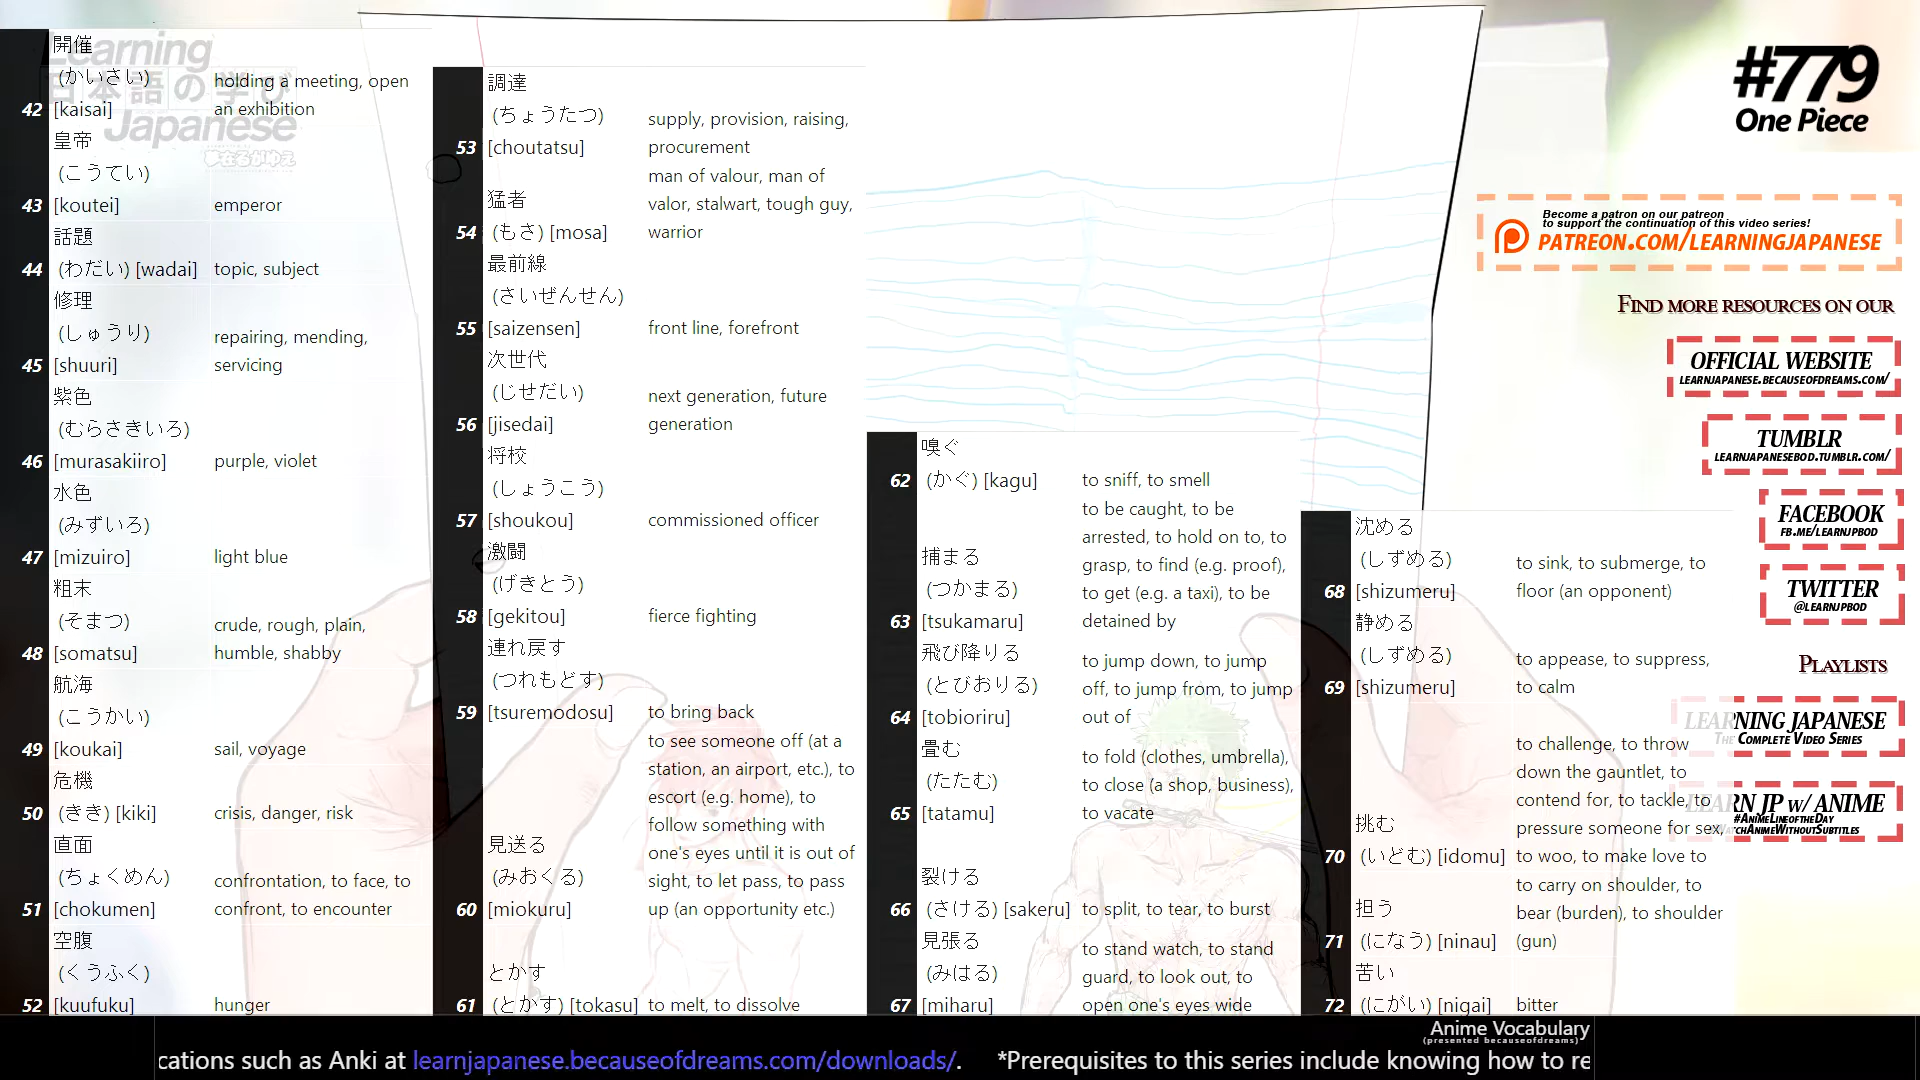 Learning
日本語の学び
Japanese
夢在るがゆえ
開催
(かいさい)
holding a meeting, open
42 [kaisai] an exhibition
皇帝
(こうてい)
43 [koutei] emperor
話題
44 (わだい) [wadai] topic, subject
修理
(しゅうり)
repairing, mending,
45 [shuuri] servicing
紫色
(むらさきいろ)
46 [murasakiiro] purple, violet
水色
(みずいろ)
47 [mizuiro] light blue
粗末
(そまつ)
crude, rough, plain,
48 [somatsu] humble, shabby
航海
(こうかい)
49 [koukai] sail, voyage
危機
50 (きき) [kiki] crisis, danger, risk
直面
(ちょくめん)
confrontation, to face, to
51 [chokumen] confront, to encounter
空腹
(くうふく)
52 [kuufuku] hunger
調達
(ちょうたつ)
supply, provision, raising,
53 [choutatsu] procurement
man of valour, man of
猛者
valor, stalwart, tough guy,
54 (もさ) [mosa] warrior
最前線
(さいぜんせん)
55 [saizensen] front line, forefront
次世代
(じせだい)
next generation, future
56 [jisedai] generation
将校
(しょうこう)
57 [shoukou] commissioned officer
激闘
(げきとう)
58 [gekitou] fierce fighting
連れ戻す
(つれもどす)
59 [tsuremodosu] to bring back
to see someone off (at a
station, an airport, etc.), to
escort (e.g. home), to
follow something with
見送る
one's eyes until it is out of
(みおくる)
sight, to let pass, to pass
60 [miokuru] up (an opportunity etc.)
とかす
61 (とかす) [tokasu] to melt, to dissolve
嗅ぐ
62 (かぐ) [kagu] to sniff, to smell
to be caught, to be
arrested, to hold on to, to
捕まる
grasp, to find (e.g. proof),
(つかまる)
to get (e.g. a taxi), to be
63 [tsukamaru] detained by
飛び降りる
to jump down, to jump
(とびおりる)
off, to jump from, to jump
64 [tobioriru] out of
畳む
to fold (clothes, umbrella),
(たたむ)
to close (a shop, business),
65 [tatamu] to vacate
裂ける
66 (さける) [sakeru] to split, to tear, to burst
見張る
to stand watch, to stand
(みはる)
guard, to look out, to
67 [miharu] open one's eyes wide
沈める
(しずめる)
to sink, to submerge, to
68 [shizumeru] floor (an opponent)
静める
(しずめる)
to appease, to suppress,
69 [shizumeru] to calm
to challenge, to throw
down the gauntlet, to
contend for, to tackle, to
挑む
pressure someone for sex,
70 (いどむ) [idomu] to woo, to make love to
to carry on shoulder, to
担う
bear (burden), to shoulder
71 (になう) [ninau] (gun)
苦い
72 (にがい) [nigai] bitter
#779
One Piece
Become a patron on our patreon
to support the continuation of this video series!
PATREON.COM/LEARNINGJAPANESE
FIND MORE RESOURCES ON OUR
OFFICIAL WEBSITE
LEARNJAPANESE.BECAUSEOFDREAMS.COM/
TUMBLR
LEARNJAPANESEBOD.TUMBLR.COM/
FACEBOOK
FB.ME/LEARNJPBOD
TWITTER
@LEARNJPBOD
PLAYLISTS
LEARNING JAPANESE
THE COMPLETE VIDEO SERIES
LEARN JP W/ ANIME
#ANIMELINEOFTHEDAY
TCHANIMEWITHOUTSUBTITLES
Anime Vocabulary
(presented becauseofdreams)
cations such as Anki at learnjapanese.becauseofdreams.com/downloads/. *Prerequisites to this series include knowing how to re